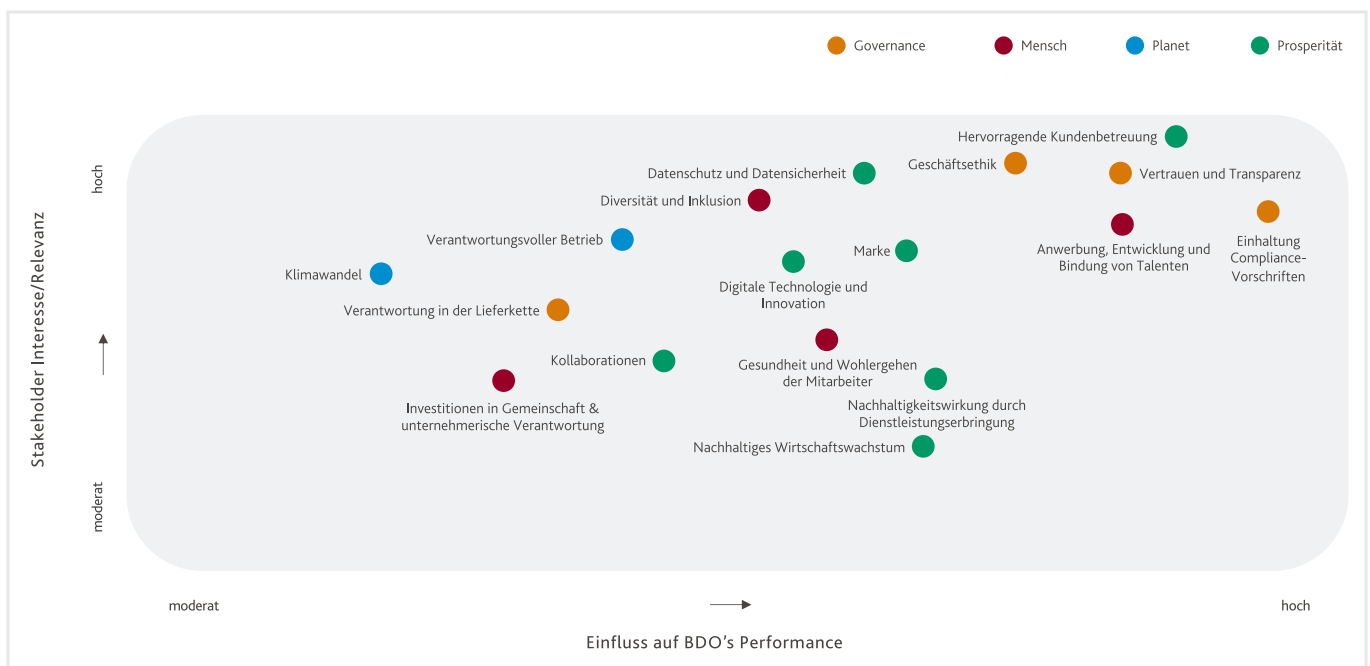 Governance
Mensch
Planet
Prosperität
Hervorragende Kundenbetreuung
Geschäftsethik
Datenschutz und Datensicherheit
Vertrauen und Transparenz
Diversität und Inklusion
Verantwortungsvoller Betrieb
Marke
Anwerbung, Entwicklung und
Bindung von Talenten
Einhaltung
Compliance-
Vorschriften
Klimawandel
Digitale Technologie und
Innovation
Verantwortung in der Lieferkette
Kollaborationen
Gesundheit und Wohlergehen
der Mitarbeiter
Investitionen in Gemeinschaft &
unternehmerische Verantwortung
Nachhaltigkeitswirkung durch
Dienstleistungserbringung
Nachhaltiges Wirtschaftswachstum
hoch
moderat
Stakeholder Interesse/Relevanz
moderat
hoch
Einfluss auf BDO's Performance